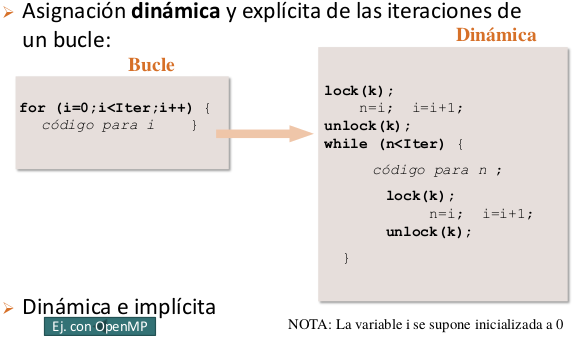 ➢ Asignación dinámica y explícita de las iteraciones de
un bucle:
Bucle
for (i=0;i<Iter;i++) {
código para i }
Dinámica
lock(k);
n=i; i=i+1;
unlock(k);
while (n<Iter) {
código para n ;
lock(k);
n=i; i=i+1;
unlock(k);
}
➢ Dinámica e implícita
Ej. con OpenMP
NOTA: La variable i se supone inicializada a 0